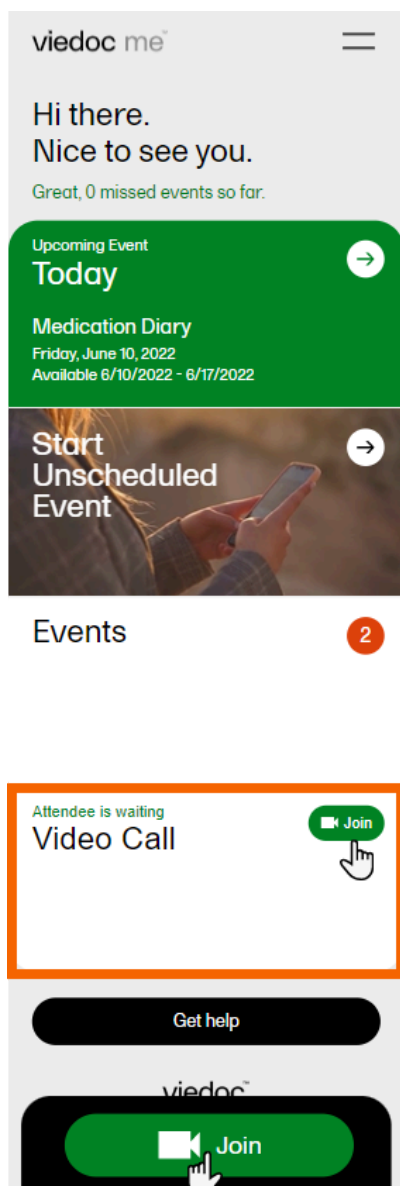 viedoc me™
Hi there.
Nice to see you.
Great, 0 missed events so far.
Upcoming Event
Today
Medication Diary
Friday, June 10, 2022
Available 6/10/2022 - 6/17/2022
Start
Unscheduled
Event
Events
2
Attendee is waiting
Video Call
Join
Get help
viedoc™
Join